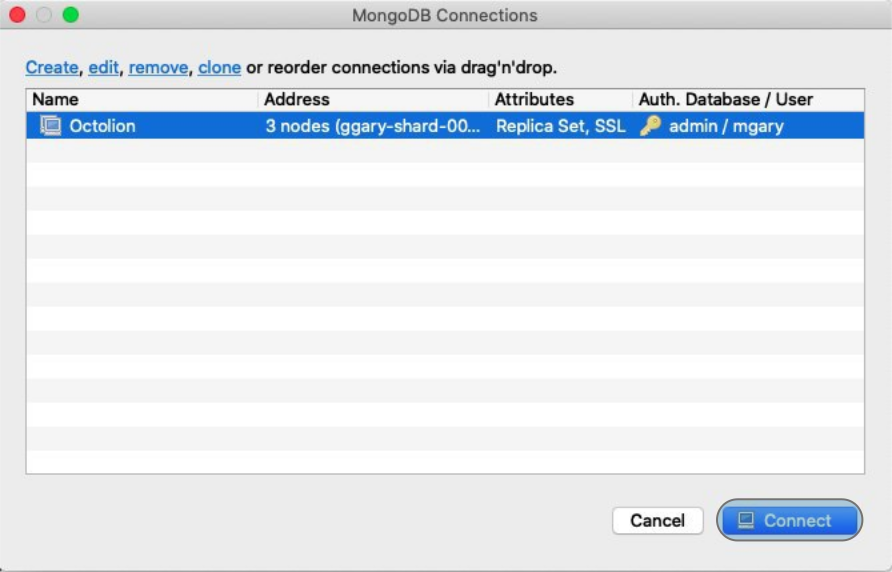 MongoDB Connections
Create, edit, remove, clone or reorder connections via drag'n'drop.
Name Address Attributes Auth. Database / User
Octolion 3 nodes (ggary-shard-00... Replica Set, SSL admin / mgary
Cancel Connect